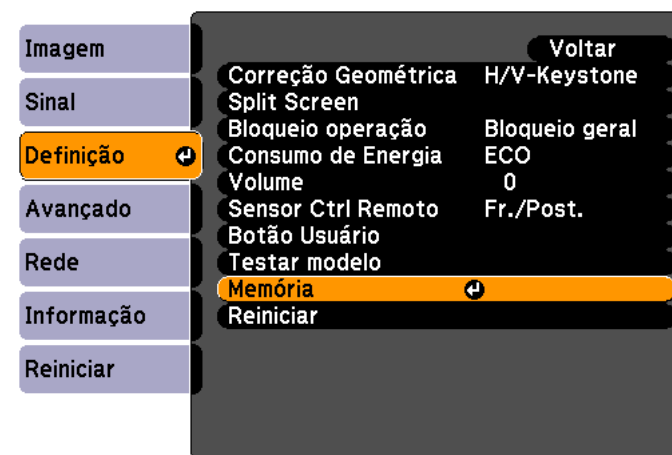 Imagem
Sinal
Definição
Avançado
Rede
Informação
Reiniciar
Voltar
Correção Geométrica H/V-Keystone
Split Screen
Bloqueio operação Bloqueio geral
Consumo de Energia ECO
Volume 0
Sensor Ctrl Remoto Fr./Post.
Botão Usuário
Testar modelo
Memória
Reiniciar